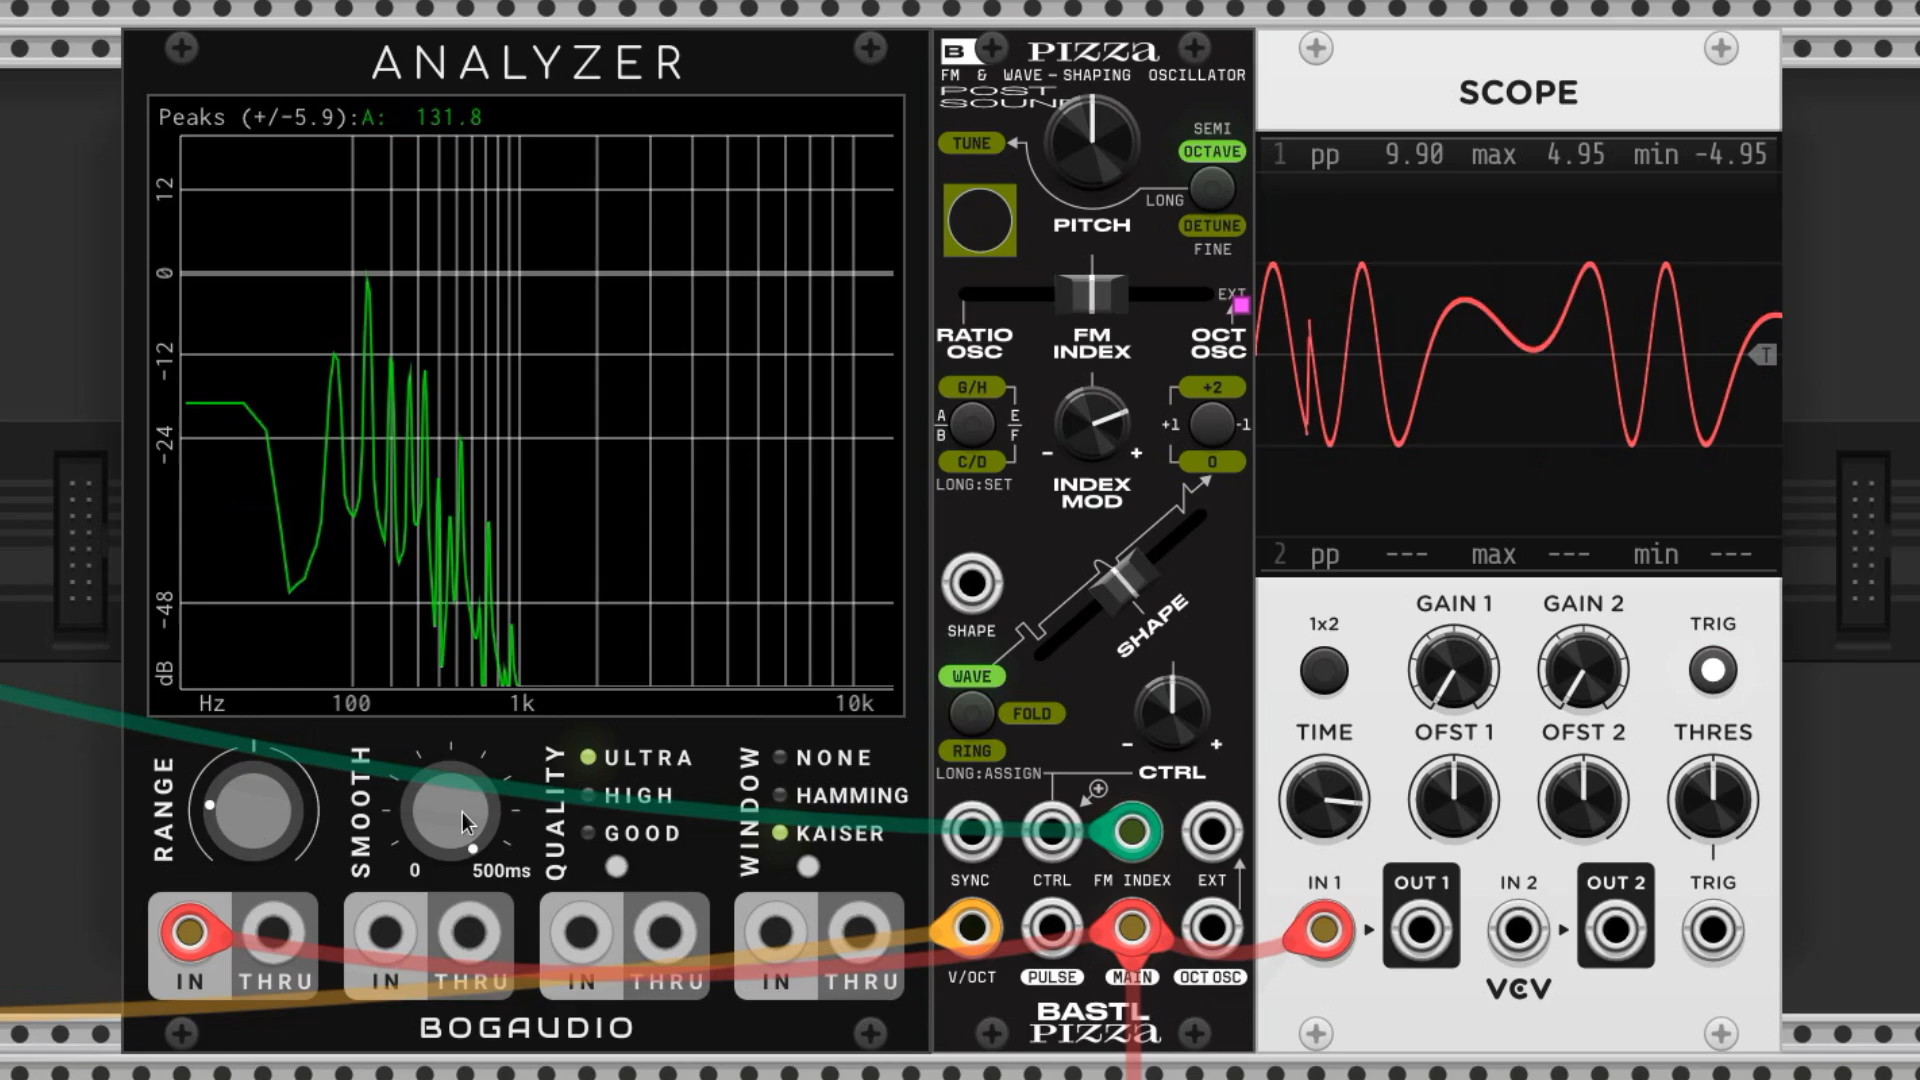 ANALYZER
Peaks (+/-5.9):A: 131.8
12
0
-12
-24
-48
dB
Hz 100 1k 10k
RANGE
SMOOTH
0 500ms
QUALITY
ULTRA
HIGH
GOOD
WINDOW
NONE
HAMMING
KAISER
IN THRU IN THRU IN THRU IN THRU
BOGAUDIO
B PIZZA
FM & WAVE-SHAPING OSCILLATOR
POST
SOUND
TUNE
SEMI
OCTAVE
LONG
PITCH
DETUNE
FINE
EXT
RATIO OSC
FM INDEX
OCT OSC
G/H
A/B
E/F
C/D
LONG:SET
- +
INDEX MOD
+2
+1 -1
0
SHAPE
SHAPE
WAVE
FOLD
RING
LONG:ASSIGN
- +
CTRL
SYNC CTRL FM INDEX EXT
V/OCT PULSE MAIN OCT OSC
BASTL
PIZZA
SCOPE
1 pp 9.90 max 4.95 min -4.95
T
2 pp --- max --- min ---
1x2 GAIN 1 GAIN 2 TRIG
TIME OFST 1 OFST 2 THRES
IN 1 OUT 1 IN 2 OUT 2 TRIG
VCV